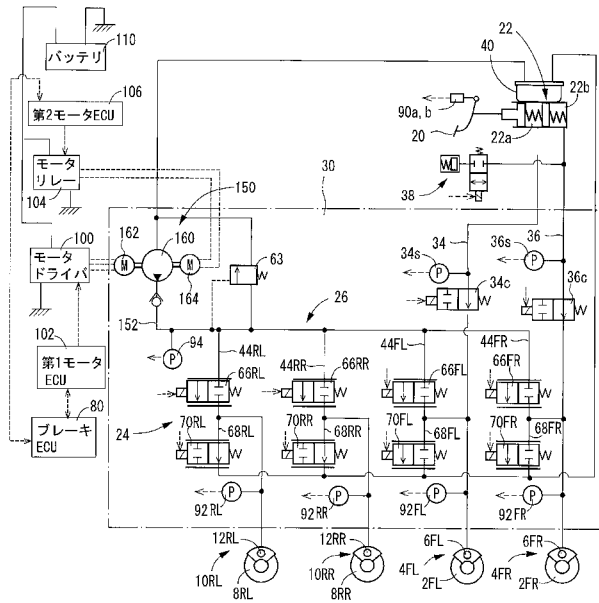 バッテリ
110
106
第2モータECU
モータ
リレー
104
100
モータ
ドライバ
102
第1モータ
ECU
80
ブレーキ
ECU
22
40
22b
90a, b
20
22a
38
30
150
162
160
M
M
164
63
152
94
P
26
34
36
34s
P
36s
P
34c
36c
44RL
44RR
44FL
44FR
66RL
66RR
66FL
66FR
24
70RL
68RL
70RR
68RR
70FL
68FL
70FR
68FR
P
P
P
P
92RL
92RR
92FL
92FR
12RL
12RR
6FL
6FR
10RL
10RR
4FL
4FR
8RL
8RR
2FL
2FR